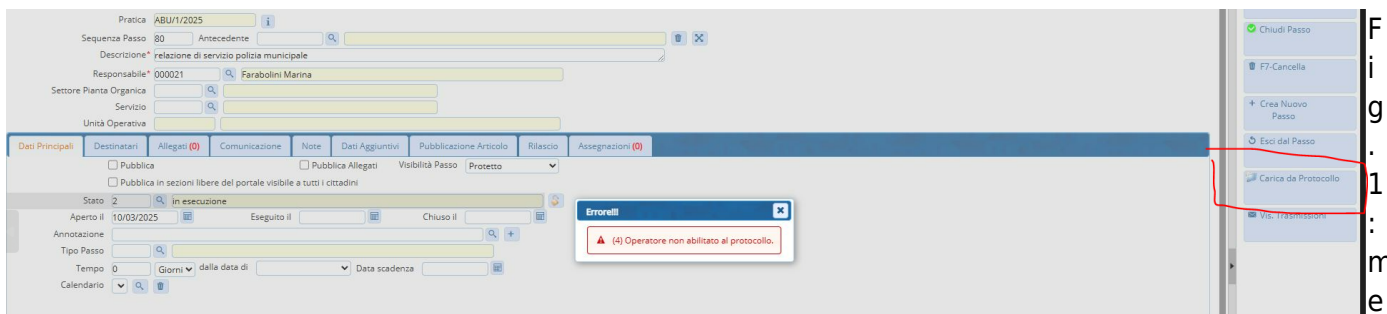 Pratica ABU/1/2025 i
Sequenza Passo 80 Antecedente
Descrizione* relazione di servizio polizia municipale
Responsabile* 000021 Farabolini Marina
Settore Pianta Organica
Servizio
Unità Operativa
Dati Principali Destinatari Allegati (0) Comunicazione Note Dati Aggiuntivi Pubblicazione Articolo Rilascio Assegnazioni (0)
Pubblica Pubblica Allegati Visibilità Passo Protetto
Pubblica in sezioni libere del portale visibile a tutti i cittadini
Stato 2 in esecuzione
Aperto il 10/03/2025 Eseguito il Chiuso il
Annotazione
Tipo Passo
Tempo 0 Giorni dalla data di Data scadenza
Calendario
Errore!!!
(4) Operatore non abilitato al protocollo.
Chiudi Passo
F7-Cancella
+ Crea Nuovo
Passo
Esci dal Passo
Carica da Protocollo
Vis. Trasmissioni
F
i
g
.
1
:
m
e